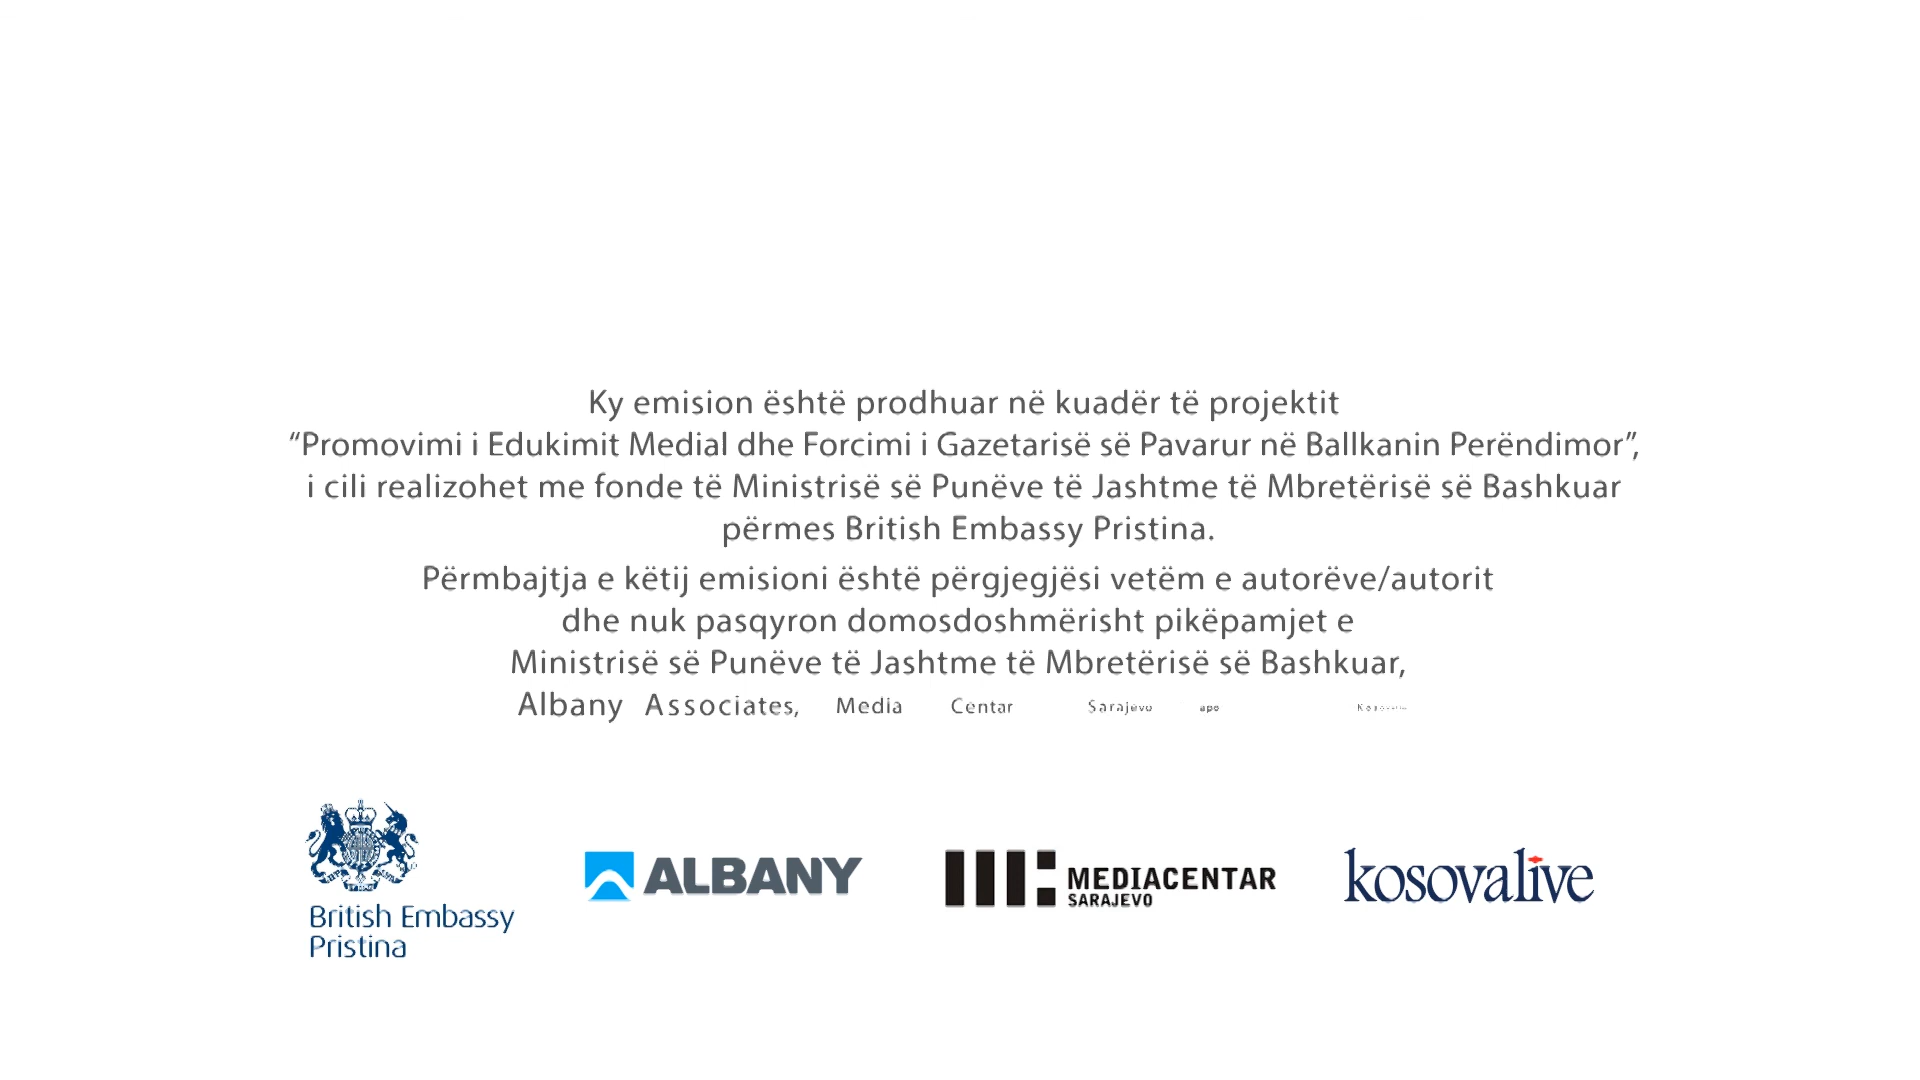 Ky emision është prodhuar në kuadër të projektit
“Promovimi i Edukimit Medial dhe Forcimi i Gazetarisë së Pavarur në Ballkanin Perëndimor”,
i cili realizohet me fonde të Ministrisë së Punëve të Jashtme të Mbretërisë së Bashkuar
përmes British Embassy Pristina.
Përmbajtja e këtij emisioni është përgjegjësi vetëm e autorëve/autorit
dhe nuk pasqyron domosdoshmërisht pikëpamjet e
Ministrisë së Punëve të Jashtme të Mbretërisë së Bashkuar,
Albany Associates, Media Centar Sarajevo apo
British Embassy
Pristina
ALBANY
MEDIACENTAR
SARAJEVO
kosovalive